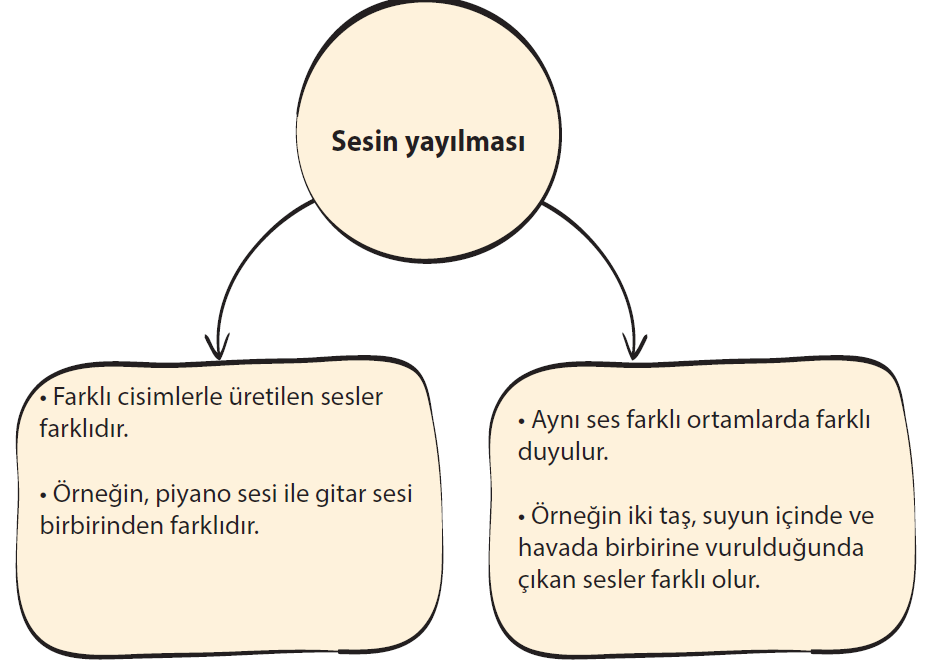 Sesin yayılması
• Farklı cisimlerle üretilen sesler
farklıdır.
• Örneğin, piyano sesi ile gitar sesi
birbirinden farklıdır.
• Aynı ses farklı ortamlarda farklı
duyulur.
• Örneğin iki taş, suyun içinde ve
havada birbirine vurulduğunda
çıkan sesler farklı olur.